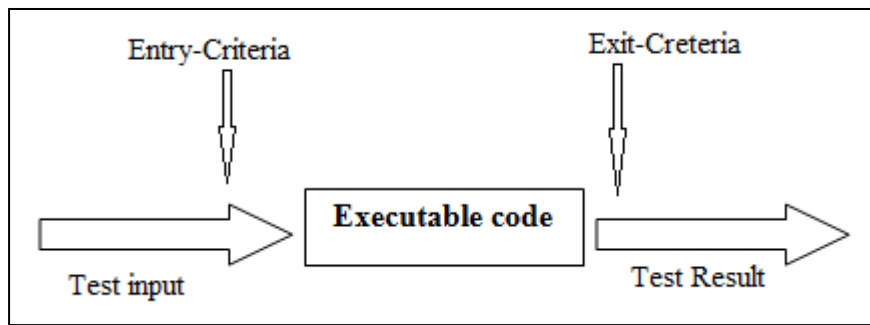 Entry-Criteria
Exit-Creteria
Executable code
Test input
Test Result